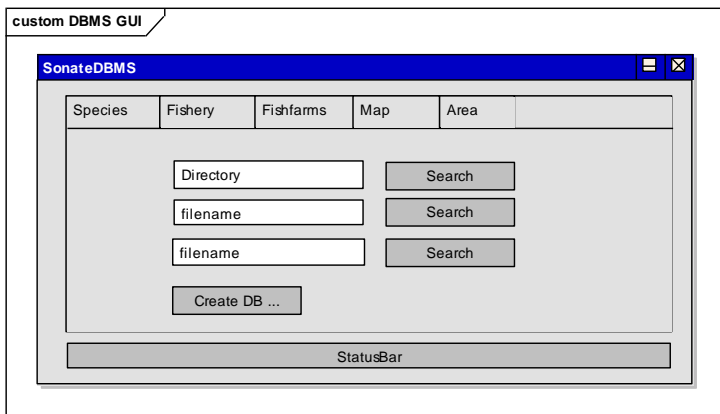 custom DBMS GUI
SonateDBMS
Species Fishery Fishfarms Map Area
Directory Search
filename Search
filename Search
Create DB ...
StatusBar